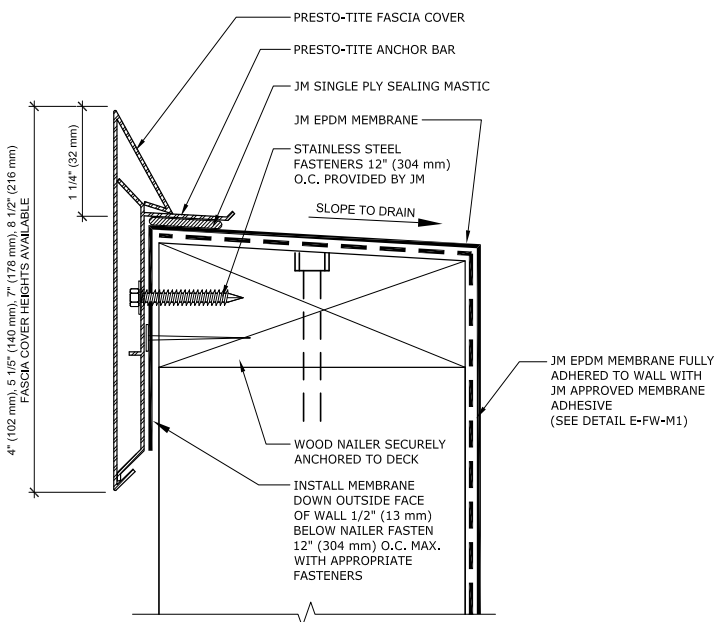 PRESTO-TITE FASCIA COVER
PRESTO-TITE ANCHOR BAR
JM SINGLE PLY SEALING MASTIC
JM EPDM MEMBRANE
STAINLESS STEEL
FASTENERS 12" (304 mm)
O.C. PROVIDED BY JM
SLOPE TO DRAIN
1 1/4" (32 mm)
4" (102 mm), 5 1/5" (140 mm), 7" (178 mm), 8 1/2" (216 mm)
FASCIA COVER HEIGHTS AVAILABLE
JM EPDM MEMBRANE FULLY
ADHERED TO WALL WITH
JM APPROVED MEMBRANE
ADHESIVE
(SEE DETAIL E-FW-M1)
WOOD NAILER SECURELY
ANCHORED TO DECK
INSTALL MEMBRANE
DOWN OUTSIDE FACE
OF WALL 1/2" (13 mm)
BELOW NAILER FASTEN
12" (304 mm) O.C. MAX.
WITH APPROPRIATE
FASTENERS